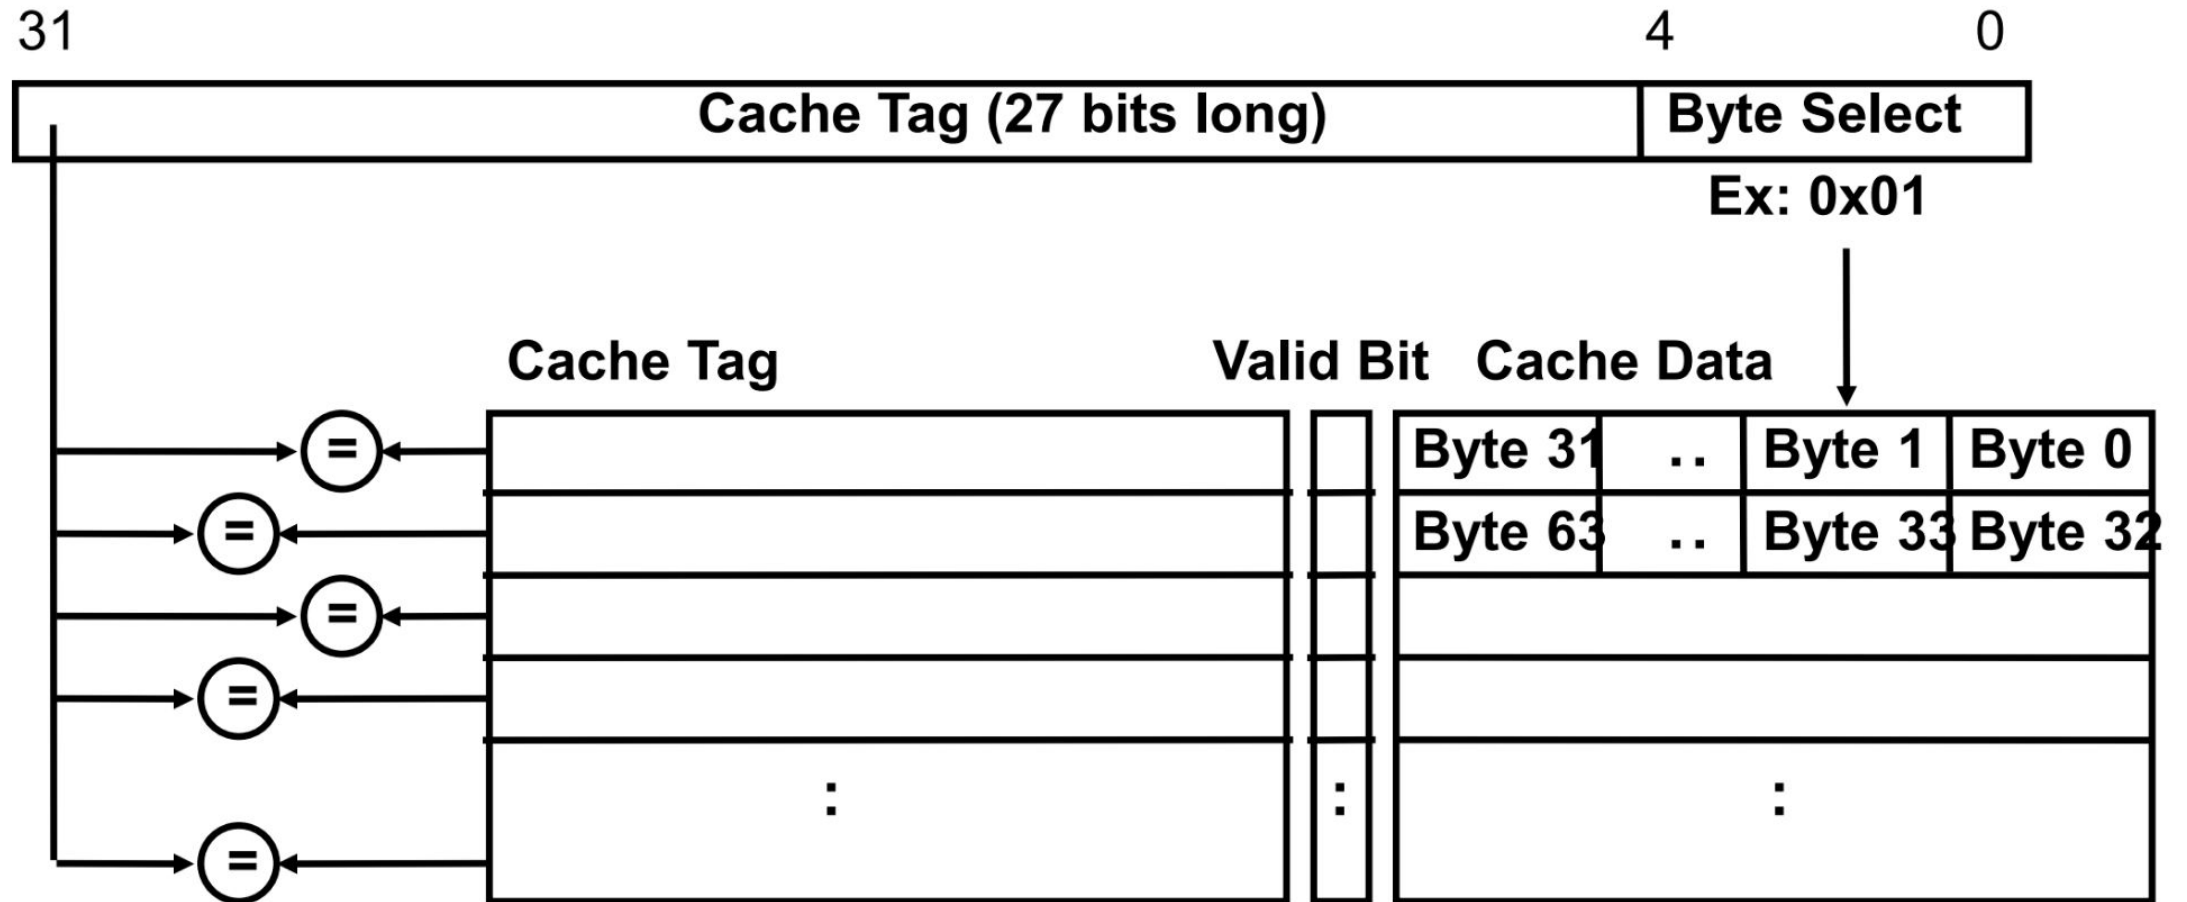 31 4 0
Cache Tag (27 bits long) Byte Select
Ex: 0x01
Cache Tag Valid Bit Cache Data
= Byte 31 .. Byte 1 Byte 0
= Byte 63 .. Byte 33 Byte 32
=
=
: : :
=